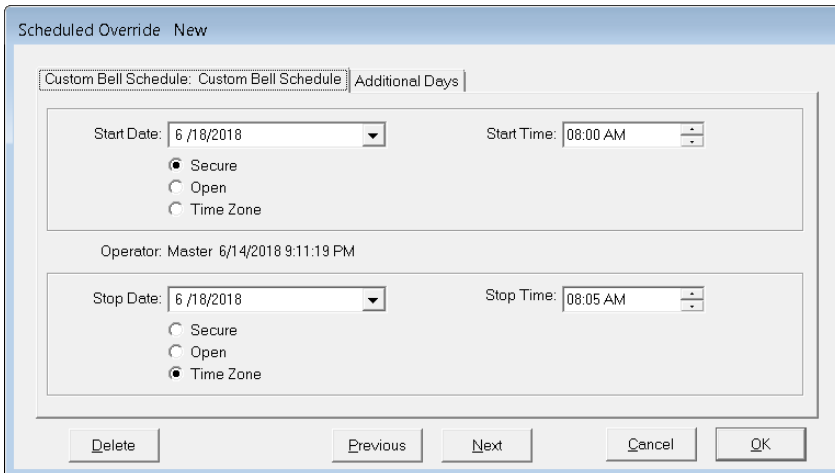 Scheduled Override New
Custom Bell Schedule: Custom Bell Schedule Additional Days
Start Date: 6 /18/2018 Start Time: 08:00 AM
Secure
Open
Time Zone
Operator: Master 6/14/2018 9:11:19 PM
Stop Date: 6 /18/2018 Stop Time: 08:05 AM
Secure
Open
Time Zone
Delete Previous Next Cancel OK